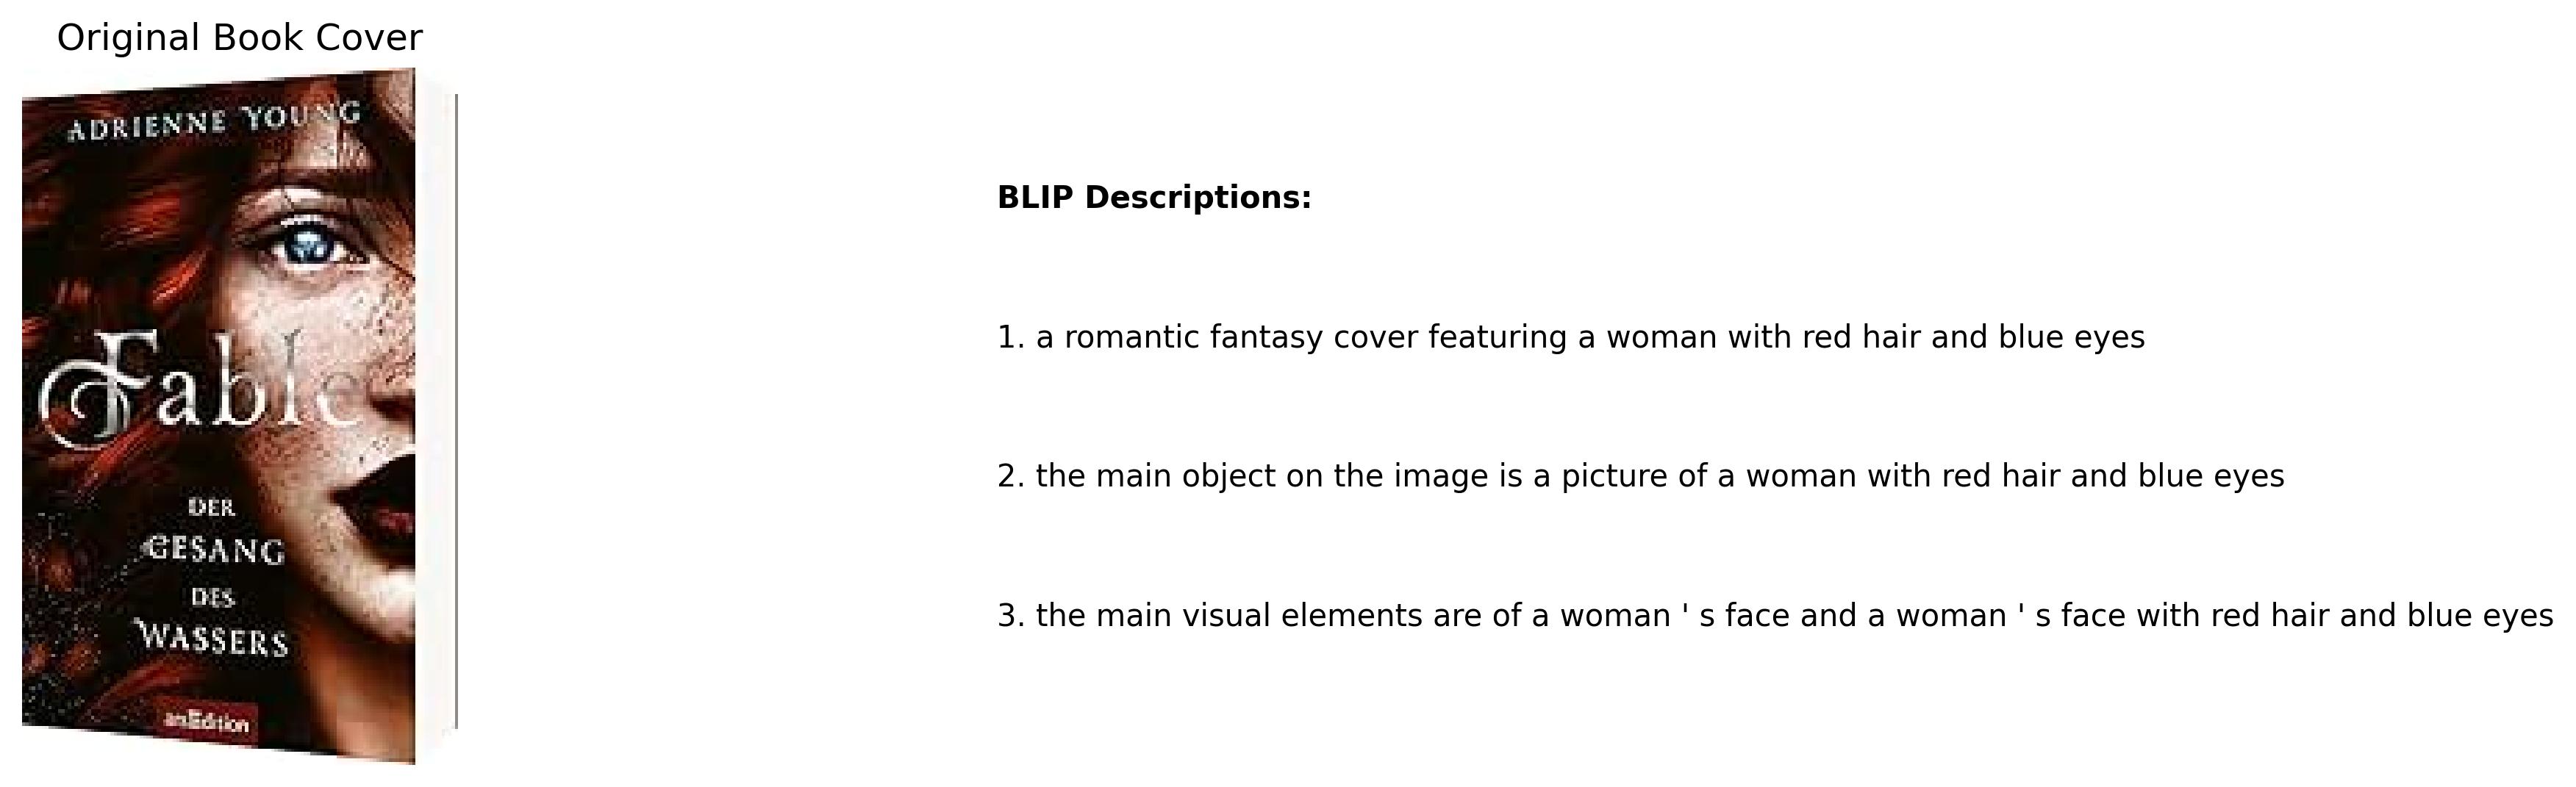 Original Book Cover
ADRIENNE YOUNG
Fable
DER
GESANG
DES
WASSERS
arsEdition
BLIP Descriptions:
1. a romantic fantasy cover featuring a woman with red hair and blue eyes
2. the main object on the image is a picture of a woman with red hair and blue eyes
3. the main visual elements are of a woman ' s face and a woman ' s face with red hair and blue eyes